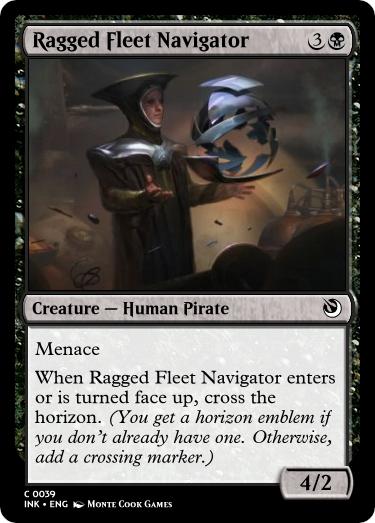 Ragged Fleet Navigator 3
Creature — Human Pirate
Menace
When Ragged Fleet Navigator enters
or is turned face up, cross the
horizon. (You get a horizon emblem if
you don't already have one. Otherwise,
add a crossing marker.)
4/2
C 0039
INK • ENG Monte Cook Games